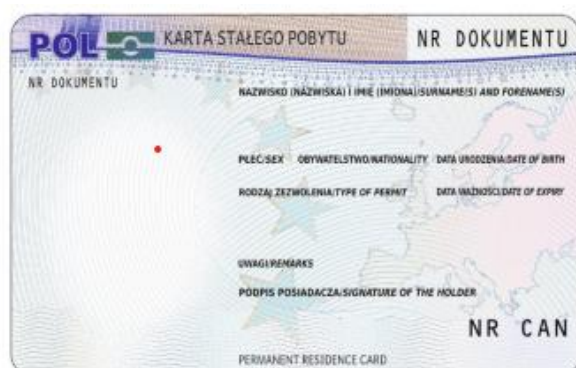 POL KARTA STAŁEGO POBYTU NR DOKUMENTU
NR DOKUMENTU
NAZWISKO (NAZWISKA) I IMIĘ (IMIONA)/SURNAME(S) AND FORENAME(S)
PŁEĆ/SEX OBYWATELSTWO/NATIONALITY DATA URODZENIA/DATE OF BIRTH
RODZAJ ZEZWOLENIA/TYPE OF PERMIT DATA WAŻNOŚCI/DATE OF EXPIRY
UWAGI/REMARKS
PODPIS POSIADACZA/SIGNATURE OF THE HOLDER
NR CAN
PERMANENT RESIDENCE CARD